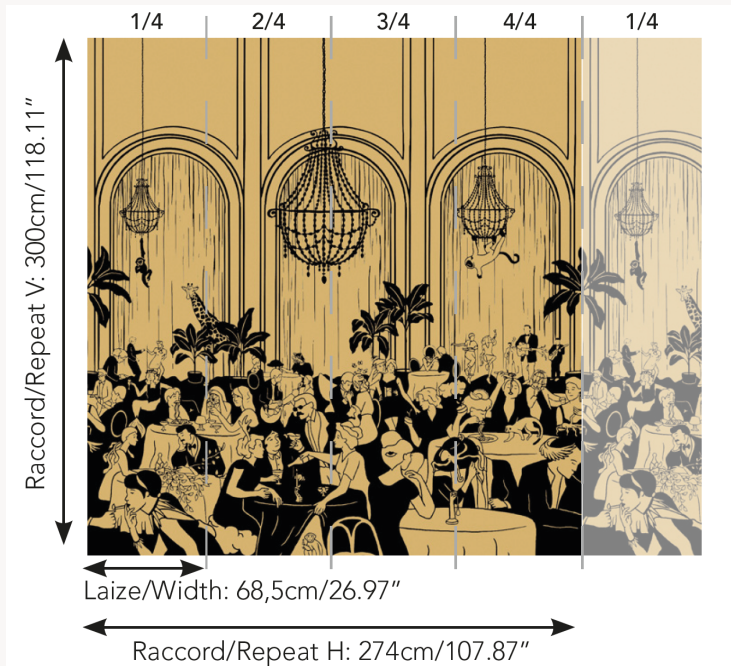 1/4 2/4 3/4 4/4 1/4
Raccord/Repeat V: 300cm/118.11”
Laize/Width: 68,5cm/26.97”
Raccord/Repeat H: 274cm/107.87”